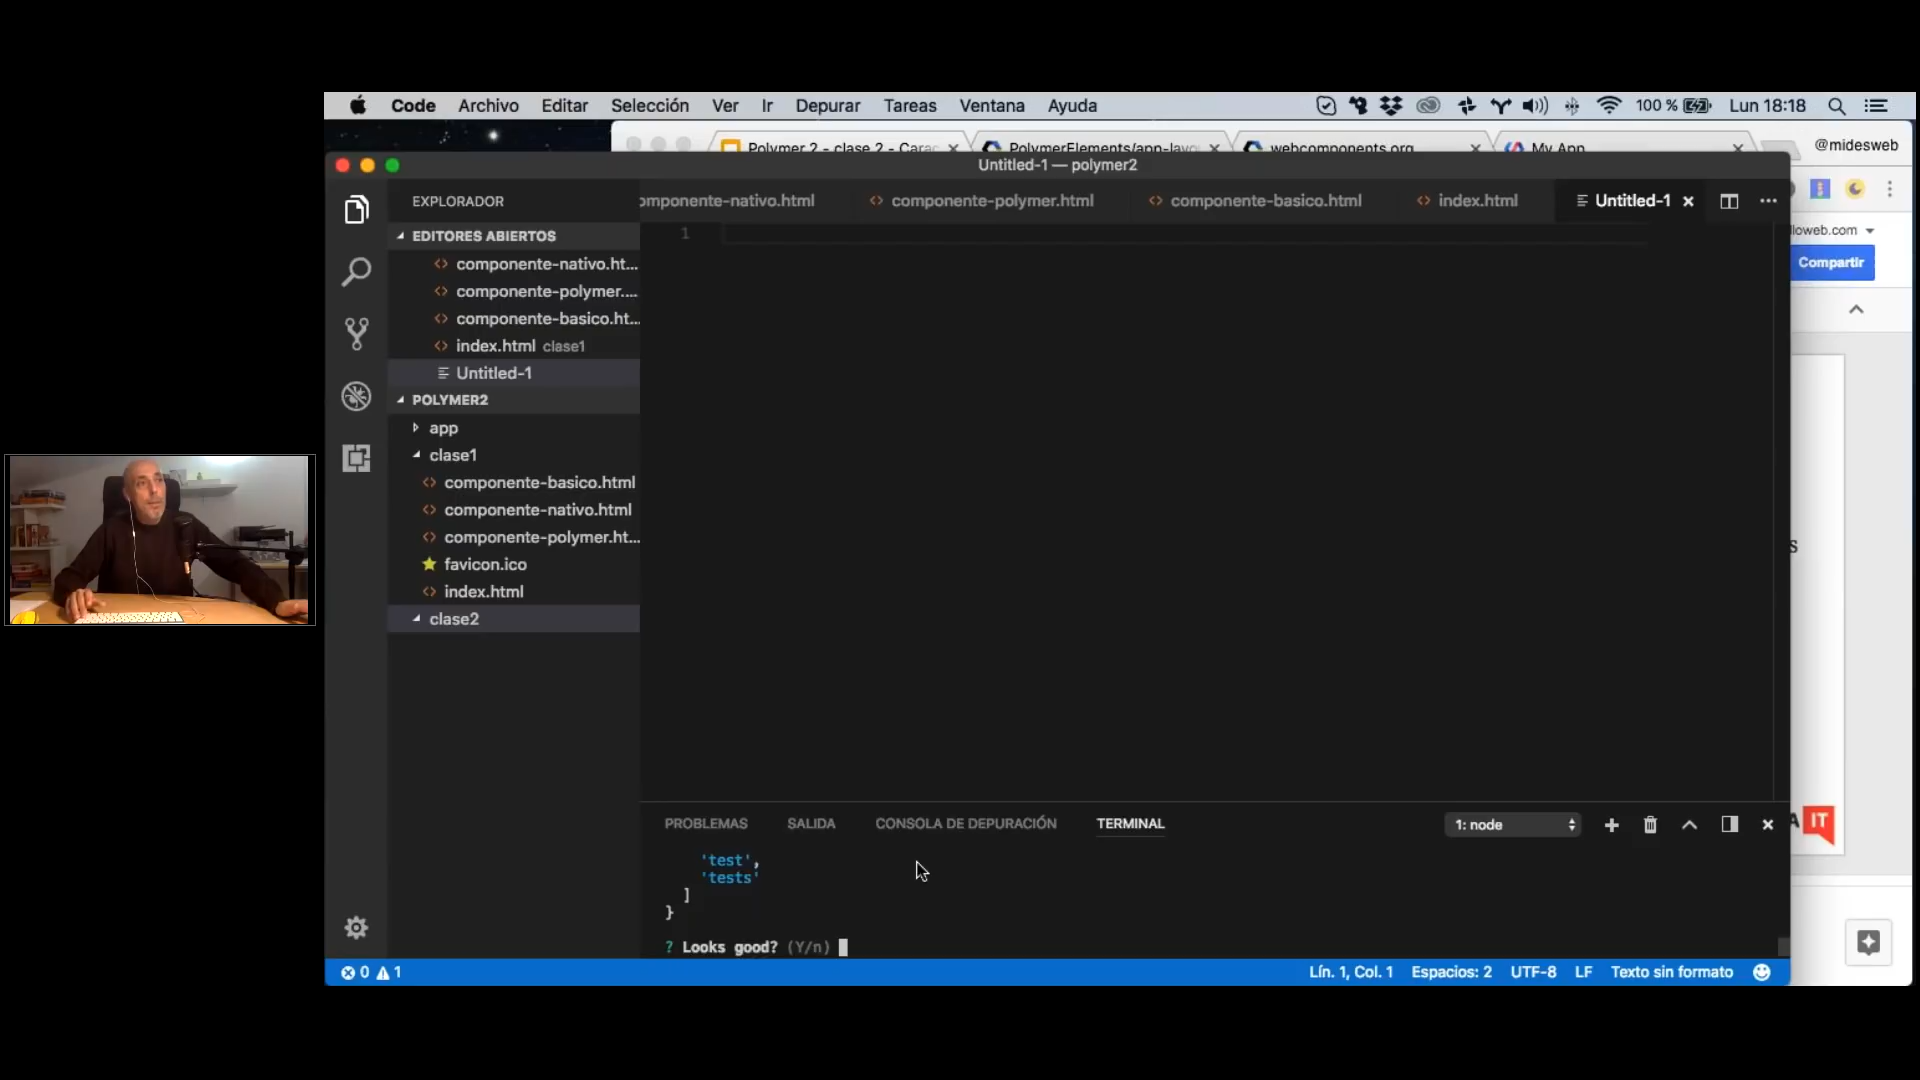 Code Archivo Editar Selección Ver Ir Depurar Tareas Ventana Ayuda 100 % Lun 18:18
Polymer 2 - clase 2 - Carac PolymerElements/app-layo webcomponents.org My App @midesweb
Untitled-1 — polymer2
EXPLORADOR
omponente-nativo.html componente-polymer.html componente-basico.html index.html Untitled-1
lloweb.com
Compartir
EDITORES ABIERTOS
componente-nativo.ht...
componente-polymer....
componente-basico.ht...
index.html clase1
Untitled-1
POLYMER2
app
clase1
componente-basico.html
componente-nativo.html
componente-polymer.ht...
favicon.ico
index.html
clase2
1
S
A IT
PROBLEMAS SALIDA CONSOLA DE DEPURACIÓN TERMINAL 1: node
'test',
'tests'
]
}
? Looks good? (Y/n)
0 1 Lín. 1, Col. 1 Espacios: 2 UTF-8 LF Texto sin formato